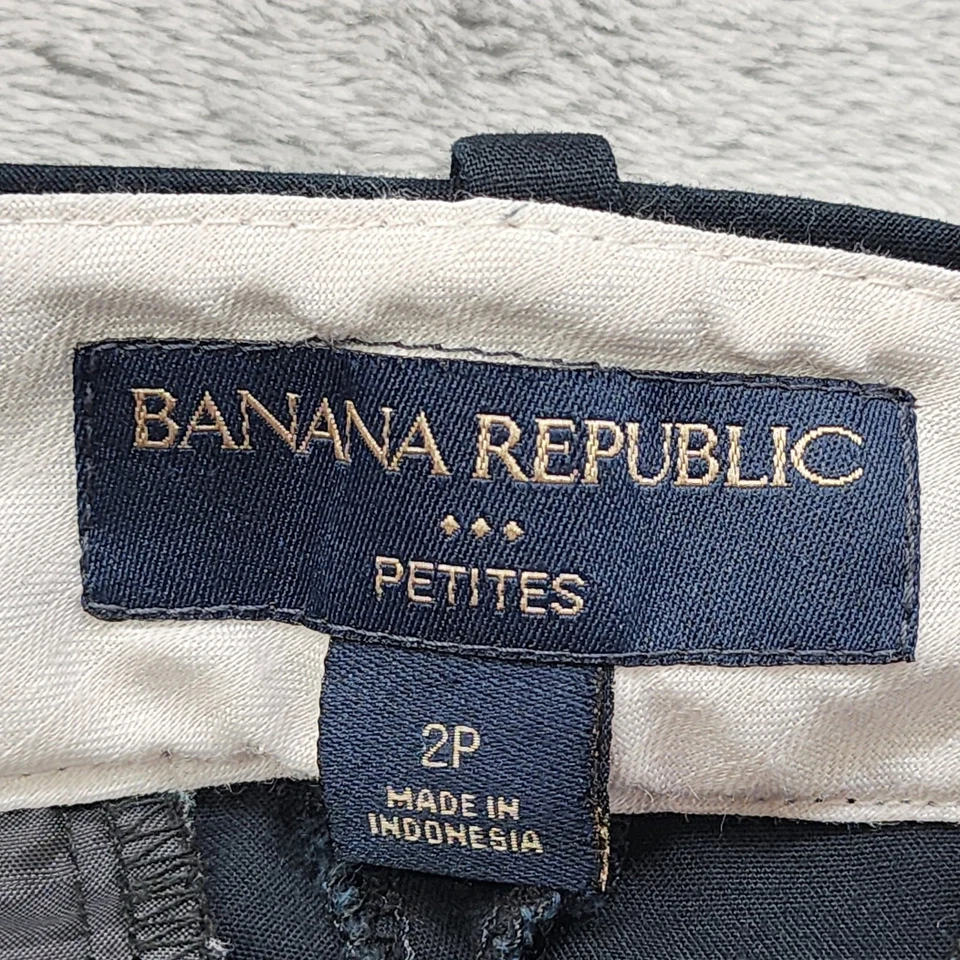 BANANA REPUBLIC
PETITES
2P
MADE IN
INDONESIA